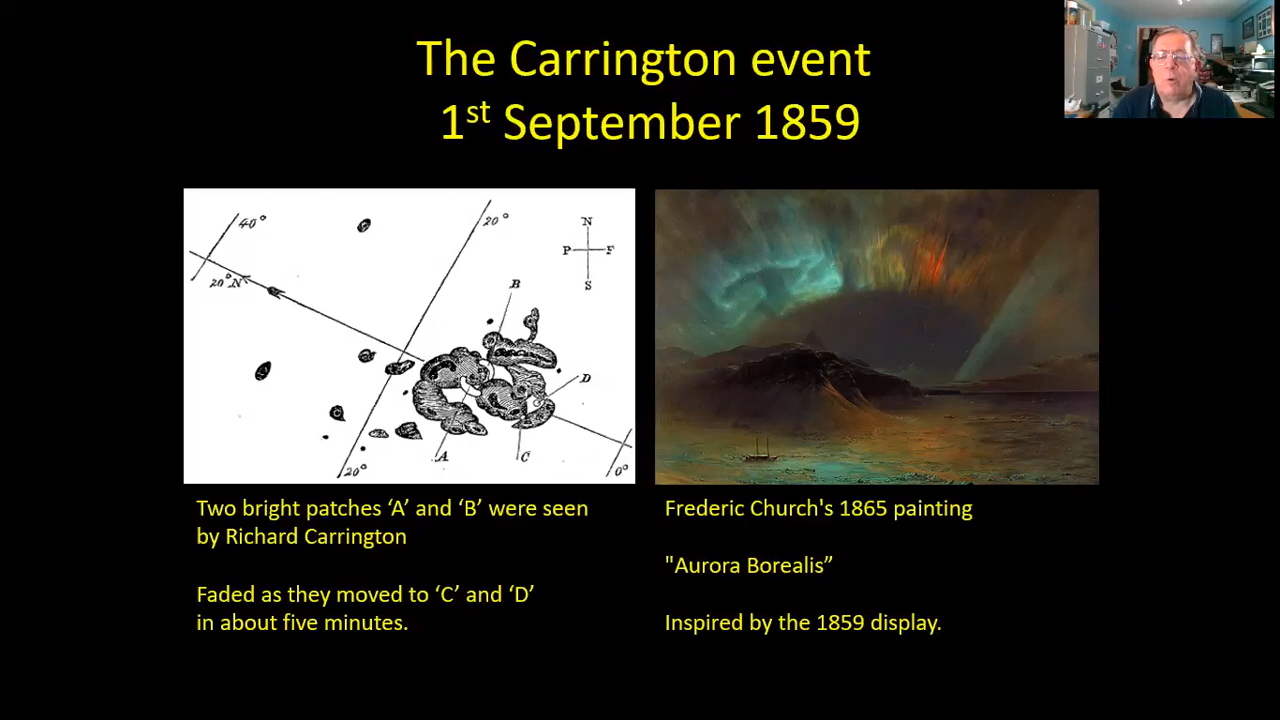 The Carrington event
1st September 1859
40°
20°
N
P F
S
20°N
B
D
A
C
20°
0°
Two bright patches ‘A’ and ‘B’ were seen
by Richard Carrington
Faded as they moved to ‘C’ and ‘D’
in about five minutes.
Frederic Church's 1865 painting
"Aurora Borealis”
Inspired by the 1859 display.